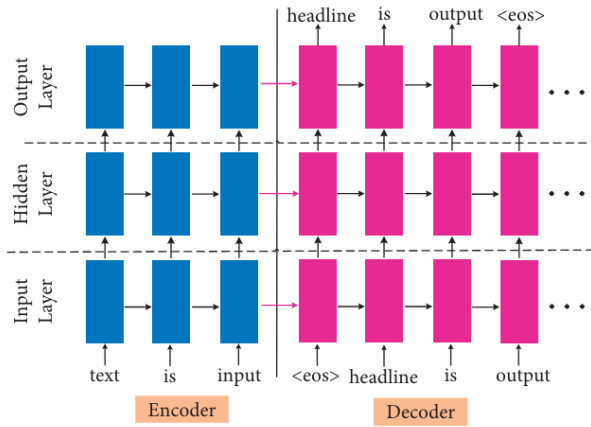 headline is output <eos>
Output
Layer
Hidden
Layer
Input
Layer
text is input <eos> headline is output
Encoder Decoder